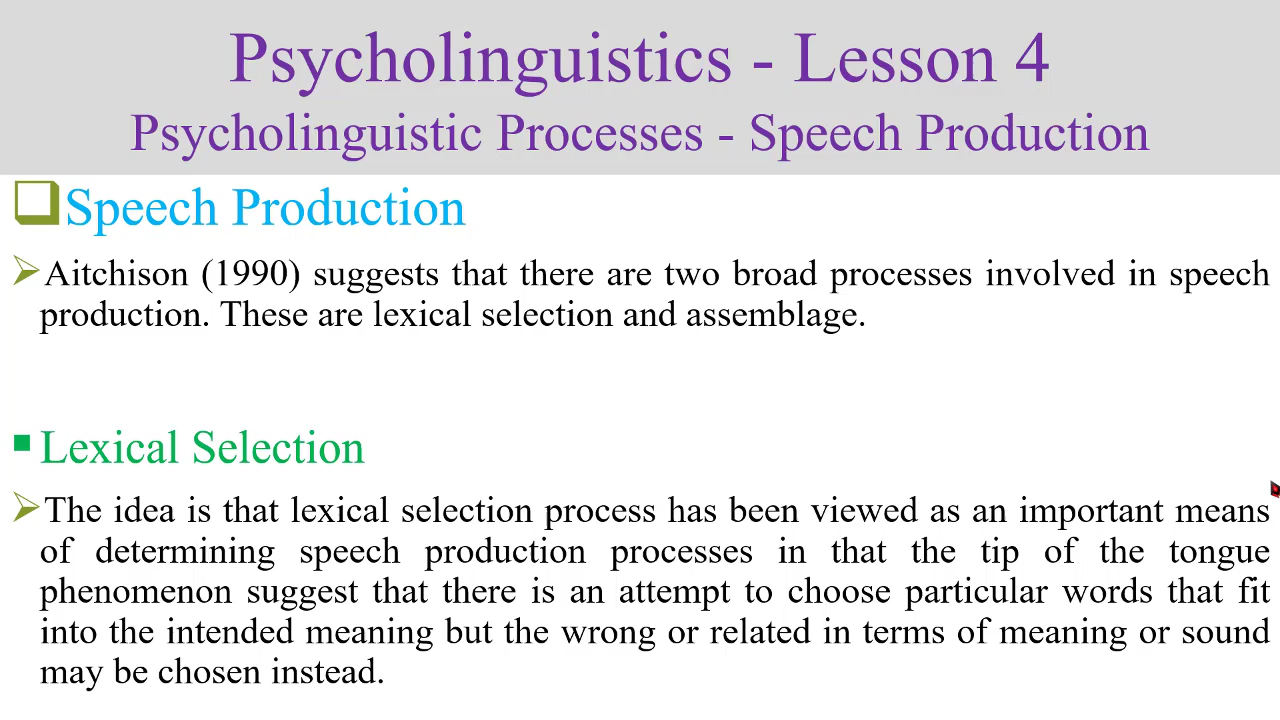 Psycholinguistics - Lesson 4
Psycholinguistic Processes - Speech Production
Speech Production
Aitchison (1990) suggests that there are two broad processes involved in speech
production. These are lexical selection and assemblage.
Lexical Selection
The idea is that lexical selection process has been viewed as an important means
of determining speech production processes in that the tip of the tongue
phenomenon suggest that there is an attempt to choose particular words that fit
into the intended meaning but the wrong or related in terms of meaning or sound
may be chosen instead.